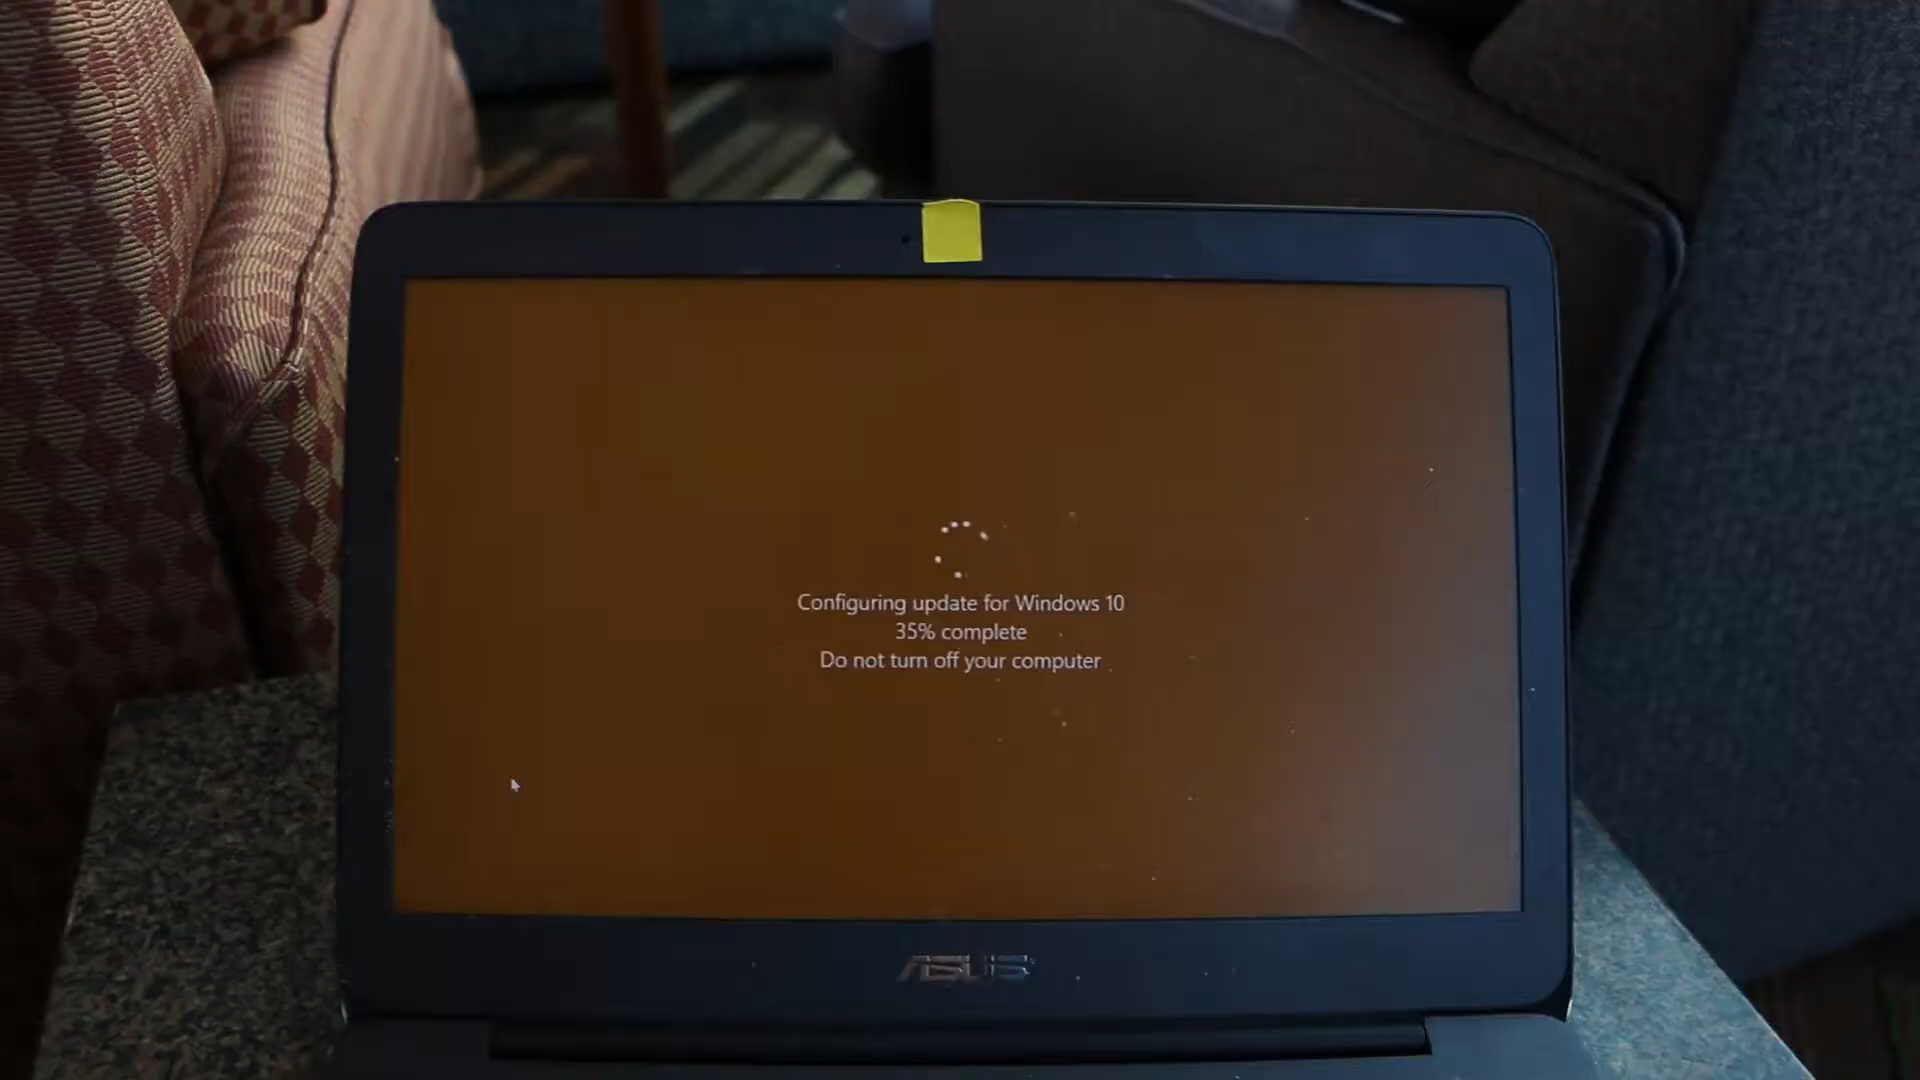 Configuring update for Windows 10
35% complete
Do not turn off your computer
ASUS